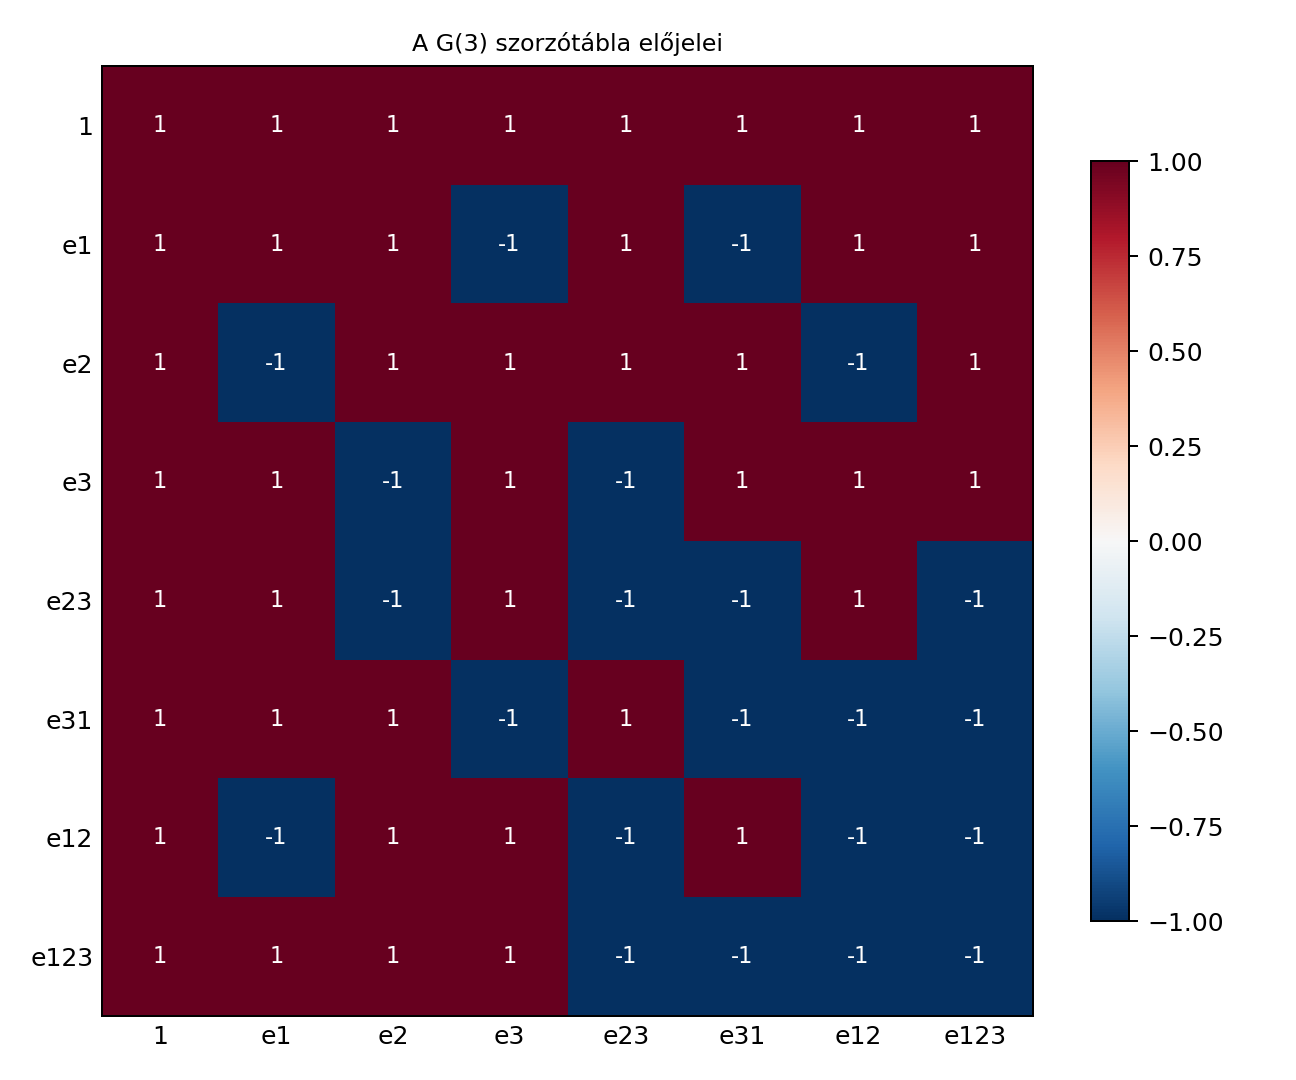 A G(3) szorzótábla előjelei
1 1 1 1 1 1 1 1 1
e1 1 1 1 -1 1 -1 1 1
e2 1 -1 1 1 1 1 -1 1
e3 1 1 -1 1 -1 1 1 1
e23 1 1 -1 1 -1 -1 1 -1
e31 1 1 1 -1 1 -1 -1 -1
e12 1 -1 1 1 -1 1 -1 -1
e123 1 1 1 1 -1 -1 -1 -1
1 e1 e2 e3 e23 e31 e12 e123
1.00
0.75
0.50
0.25
0.00
−0.25
−0.50
−0.75
−1.00